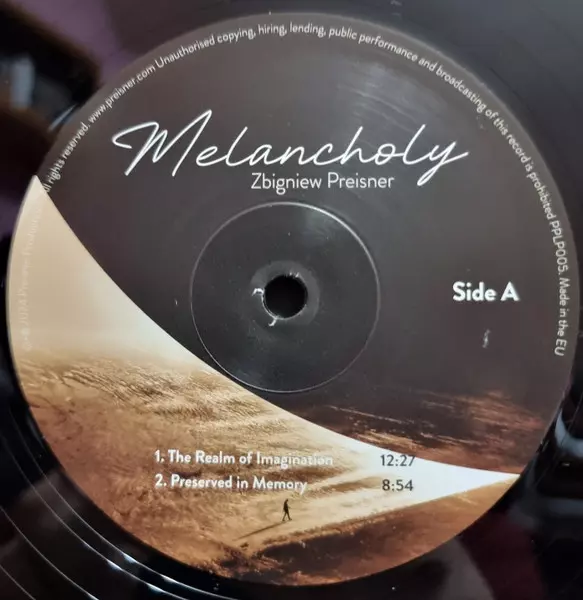 All rights reserved. www.preisner.com Unauthorised copying, hiring, lending, public performance and broadcasting of this record is prohibited PPLP005. Made in the EU
Melancholy
Zbigniew Preisner
Side A
1. The Realm of Imagination 12:27
2. Preserved in Memory 8:54